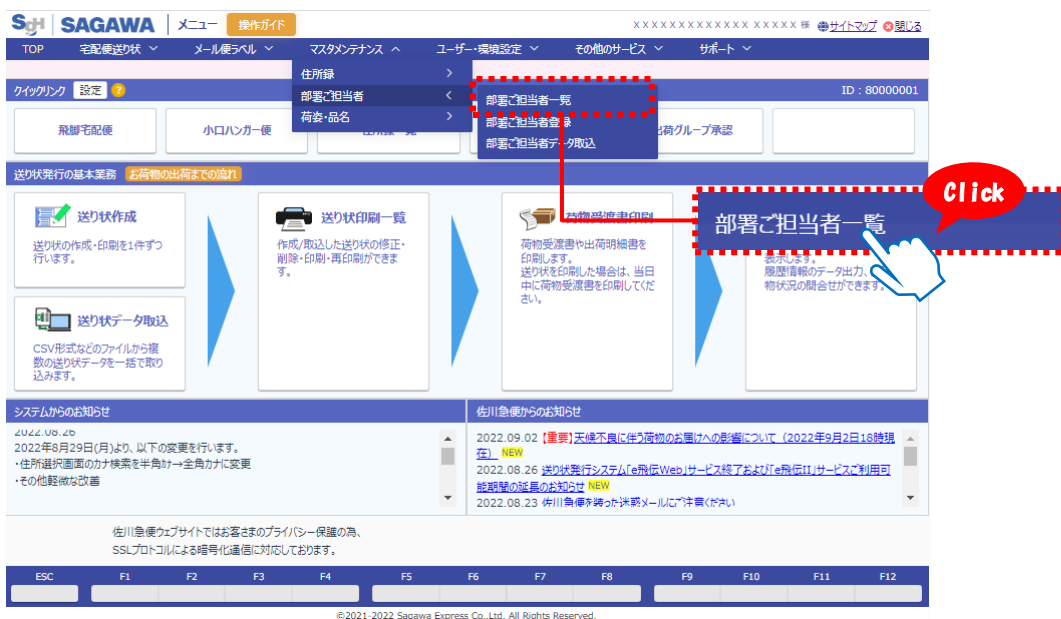 SGH SAGAWA メニュー 操作ガイド XXXXXXXXXXXXXX XXXXX 様 サイトマップ 閉じる
TOP 宅配便送り状 メール便ラベル マスタメンテナンス ユーザー・環境設定 その他のサービス サポート
住所録
部署ご担当者
荷姿・品名
部署ご担当者一覧
部署ご担当者登録
部署ご担当者データ取込
クイックリンク 設定 ? ID : 80000001
飛脚宅配便 小口ハンガー便 出荷グループ承認
送り状発行の基本業務 お荷物の出荷までの流れ
送り状作成
送り状の作成・印刷を1件ずつ
行います。
送り状データ取込
CSV形式などのファイルから複
数の送り状データを一括で取り
込みます。
送り状印刷一覧
作成/取込した送り状の修正・
削除・印刷・再印刷ができま
す。
荷物受渡書印刷
荷物受渡書や出荷明細書を
印刷します。
送り状を印刷した場合は、当日
中に荷物受渡書を印刷してくだ
さい。
Click
部署ご担当者一覧
表示します。
履歴情報のデータ出力、
物状況の問合せができます。
システムからのお知らせ
2022.08.26
2022年8月29日(月)より、以下の変更を行います。
・住所選択画面のカナ検索を半角ｶﾅ→全角カナに変更
・その他軽微な改善
佐川急便からのお知らせ
2022.09.02 【重要】天候不良に伴う荷物のお届けへの影響について（2022年9月2日18時現
在） NEW
2022.08.26 送り状発行システム「e飛伝Web」サービス終了および「e飛伝II」サービスご利用可
能期間の延長のお知らせ NEW
2022.08.23 佐川急便を装った迷惑メールにご注意ください
佐川急便ウェブサイトではお客さまのプライバシー保護の為、
SSLプロトコルによる暗号化通信に対応しております。
ESC F1 F2 F3 F4 F5 F6 F7 F8 F9 F10 F11 F12
©2021-2022 Sagawa Express Co.,Ltd. All Rights Reserved.